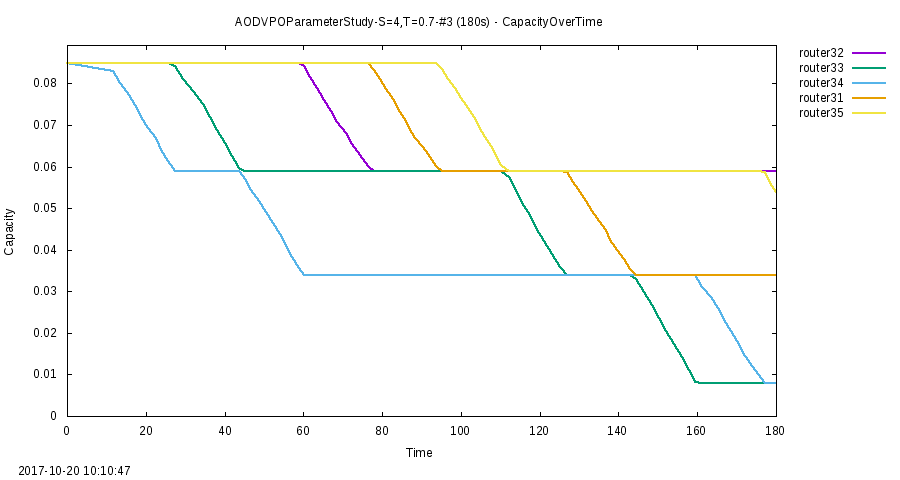 AODVPOParameterStudy-S=4,T=0.7-#3 (180s) - CapacityOverTime
router32
router33
router34
router31
router35
0.08
0.07
0.06
0.05
0.04
0.03
0.02
0.01
0
Capacity
0 20 40 60 80 100 120 140 160 180
Time
2017-10-20 10:10:47